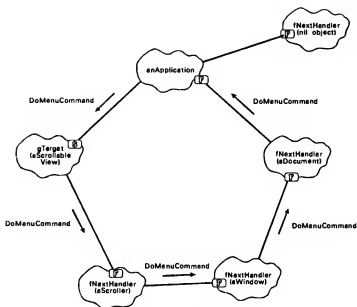 fNextHandler
(nil object)
anApplication
DoMenuCommand
DoMenuCommand
gTarget
(aScrollable
View)
fNextHandler
(aDocument)
DoMenuCommand
DoMenuCommand
DoMenuCommand
fNextHandler
(aScroller)
fNextHandler
(aWindow)